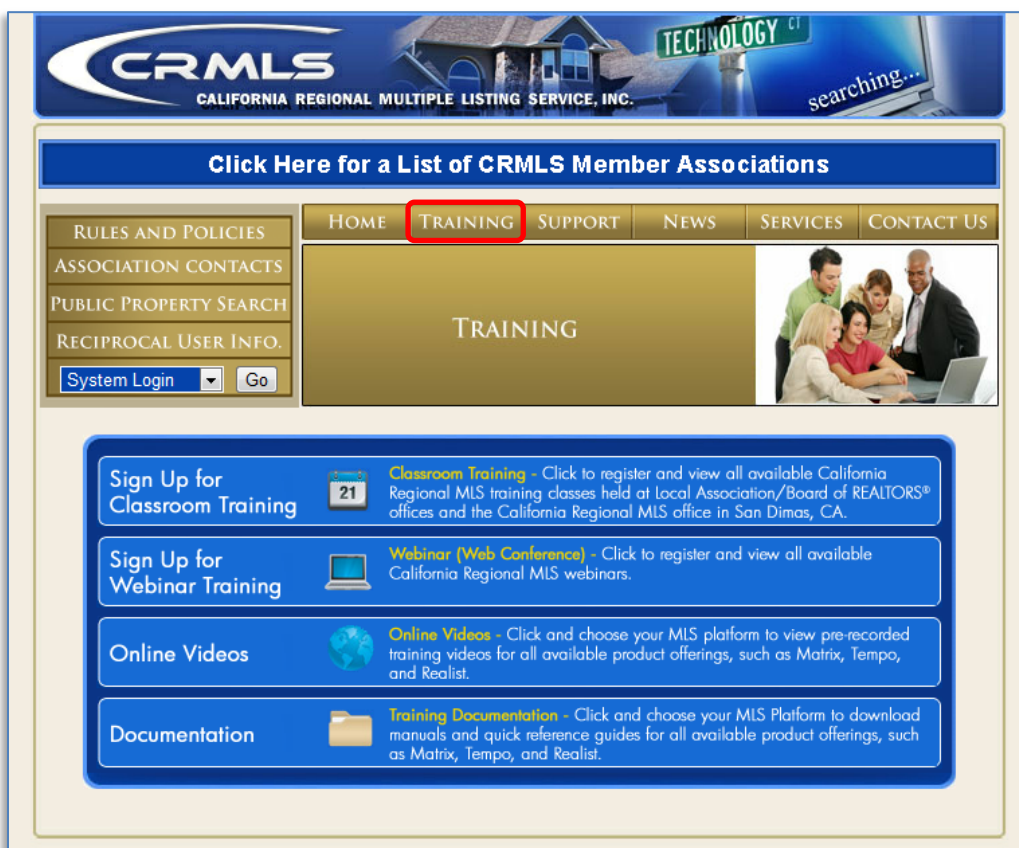 CRMLS
CALIFORNIA REGIONAL MULTIPLE LISTING SERVICE, INC.
TECHNOLOGY CT
searching...
Click Here for a List of CRMLS Member Associations
RULES AND POLICIES
ASSOCIATION CONTACTS
PUBLIC PROPERTY SEARCH
RECIPROCAL USER INFO.
System Login
Go
HOME TRAINING SUPPORT NEWS SERVICES CONTACT US
TRAINING
Sign Up for
Classroom Training
21
Classroom Training - Click to register and view all available California
Regional MLS training classes held at Local Association/Board of REALTORS®
offices and the California Regional MLS office in San Dimas, CA.
Sign Up for
Webinar Training
Webinar (Web Conference) - Click to register and view all available
California Regional MLS webinars.
Online Videos
Online Videos - Click and choose your MLS platform to view pre-recorded
training videos for all available product offerings, such as Matrix, Tempo,
and Realist.
Documentation
Training Documentation - Click and choose your MLS Platform to download
manuals and quick reference guides for all available product offerings, such
as Matrix, Tempo, and Realist.